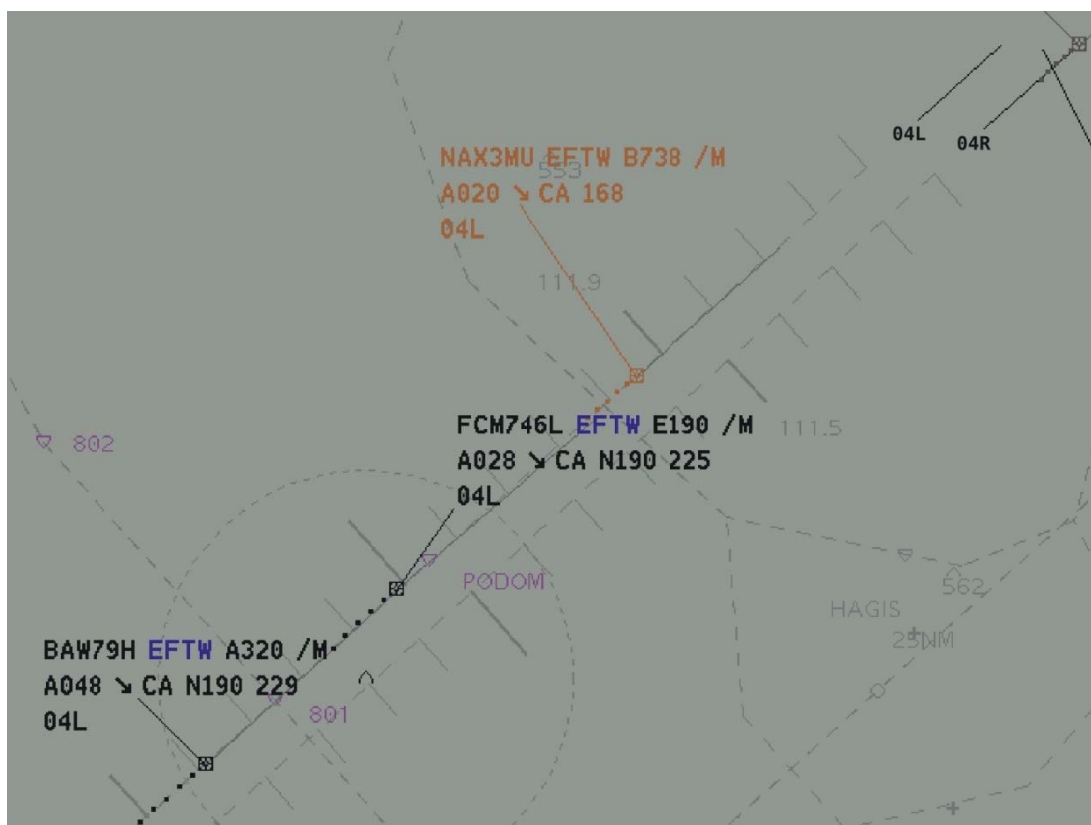 04L
04R
NAX3MU EFTW B738 /M
553
A020 ↘ CA 168
04L
111.9
FCM746L EFTW E190 /M
111.5
802
A028 ↘ CA N190 225
04L
PODOM
562
HAGIS
25NM
BAW79H EFTW A320 /M
A048 ↘ CA N190 229
801
04L